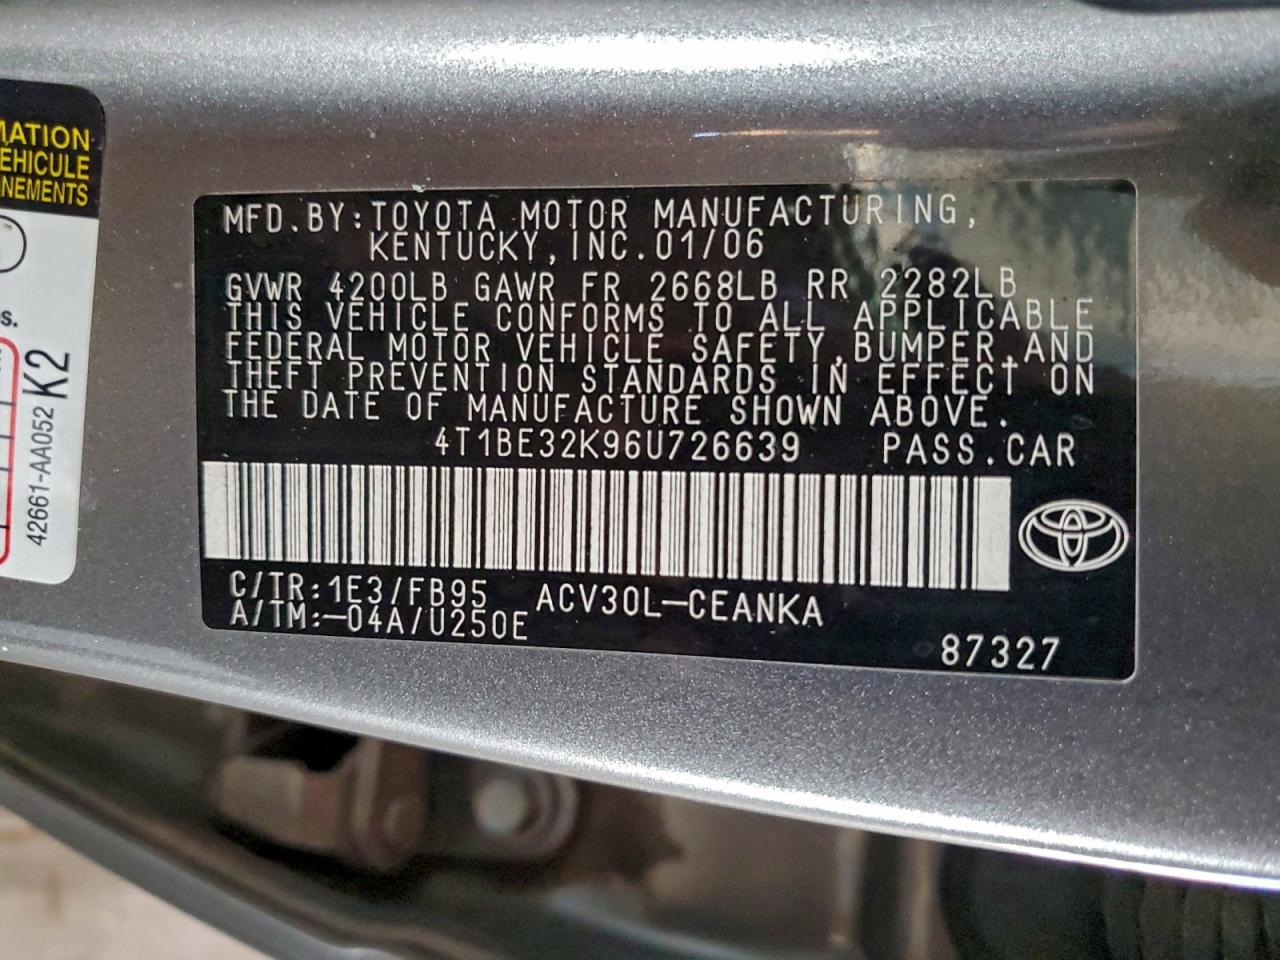 MATION
ÉHICULE
NEMENTS
s.
42661-AA052 K2
MFD.BY:TOYOTA MOTOR MANUFACTURING,
KENTUCKY,INC.01/06
GVWR 4200LB GAWR FR 2668LB RR 2282LB
THIS VEHICLE CONFORMS TO ALL APPLICABLE
FEDERAL MOTOR VEHICLE SAFETY,BUMPER,AND
THEFT PREVENTION STANDARDS IN EFFECT ON
THE DATE OF MANUFACTURE SHOWN ABOVE.
4T1BE32K96U726639 PASS.CAR
C/TR:1E3/FB95 ACV30L-CEANKA
A/TM:-04A/U250E
87327